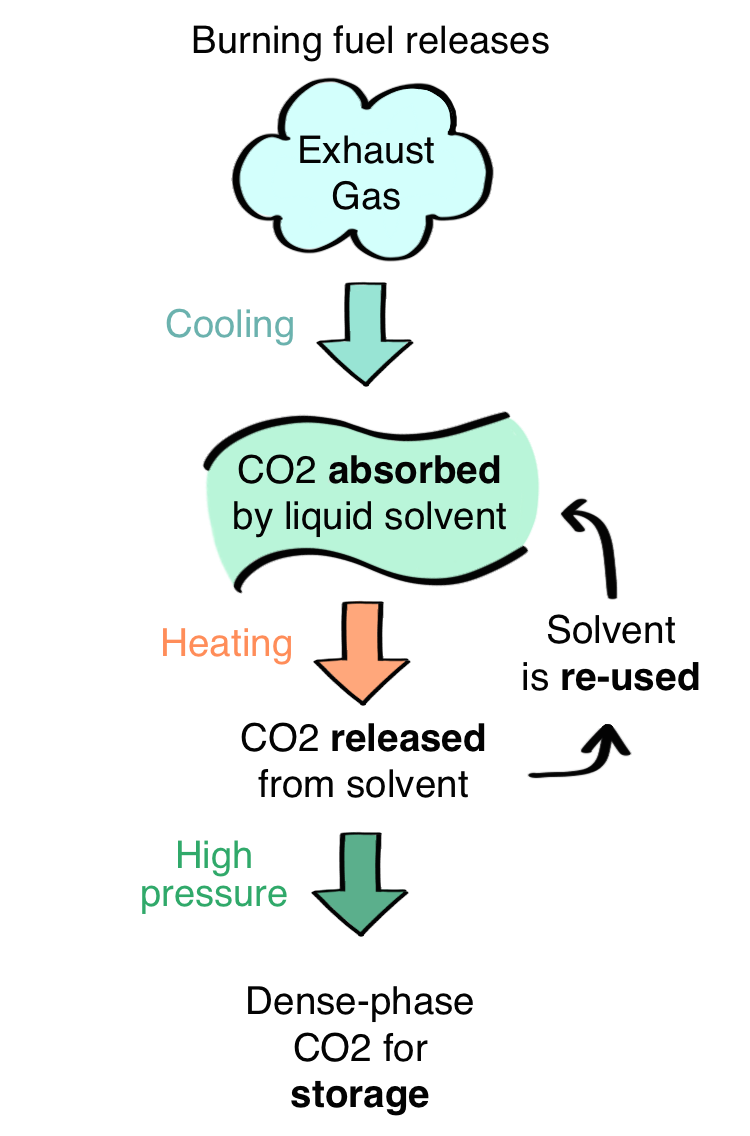 Burning fuel releases
Exhaust
Gas
Cooling
CO2 absorbed
by liquid solvent
Heating
Solvent
is re-used
CO2 released
from solvent
High
pressure
Dense-phase
CO2 for
storage